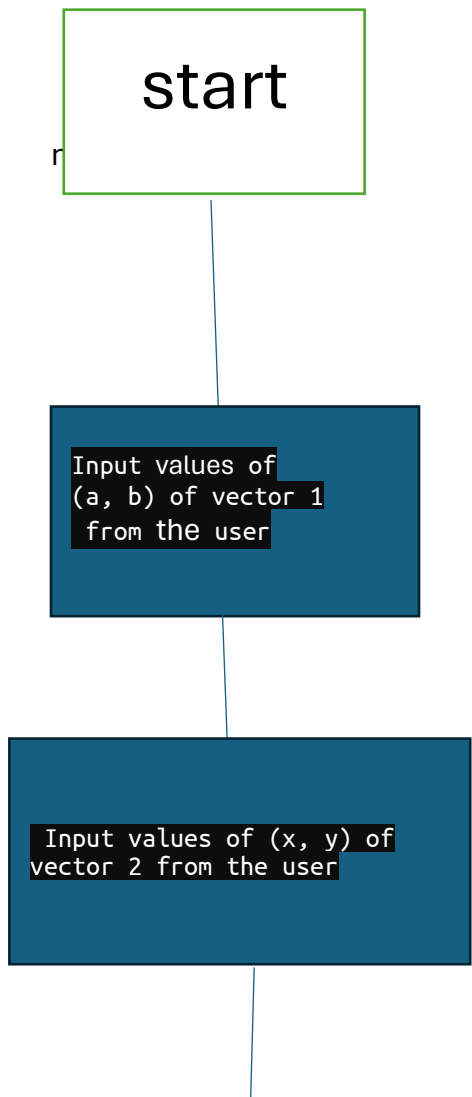 start
r
Input values of
(a, b) of vector 1
from the user
Input values of (x, y) of
vector 2 from the user